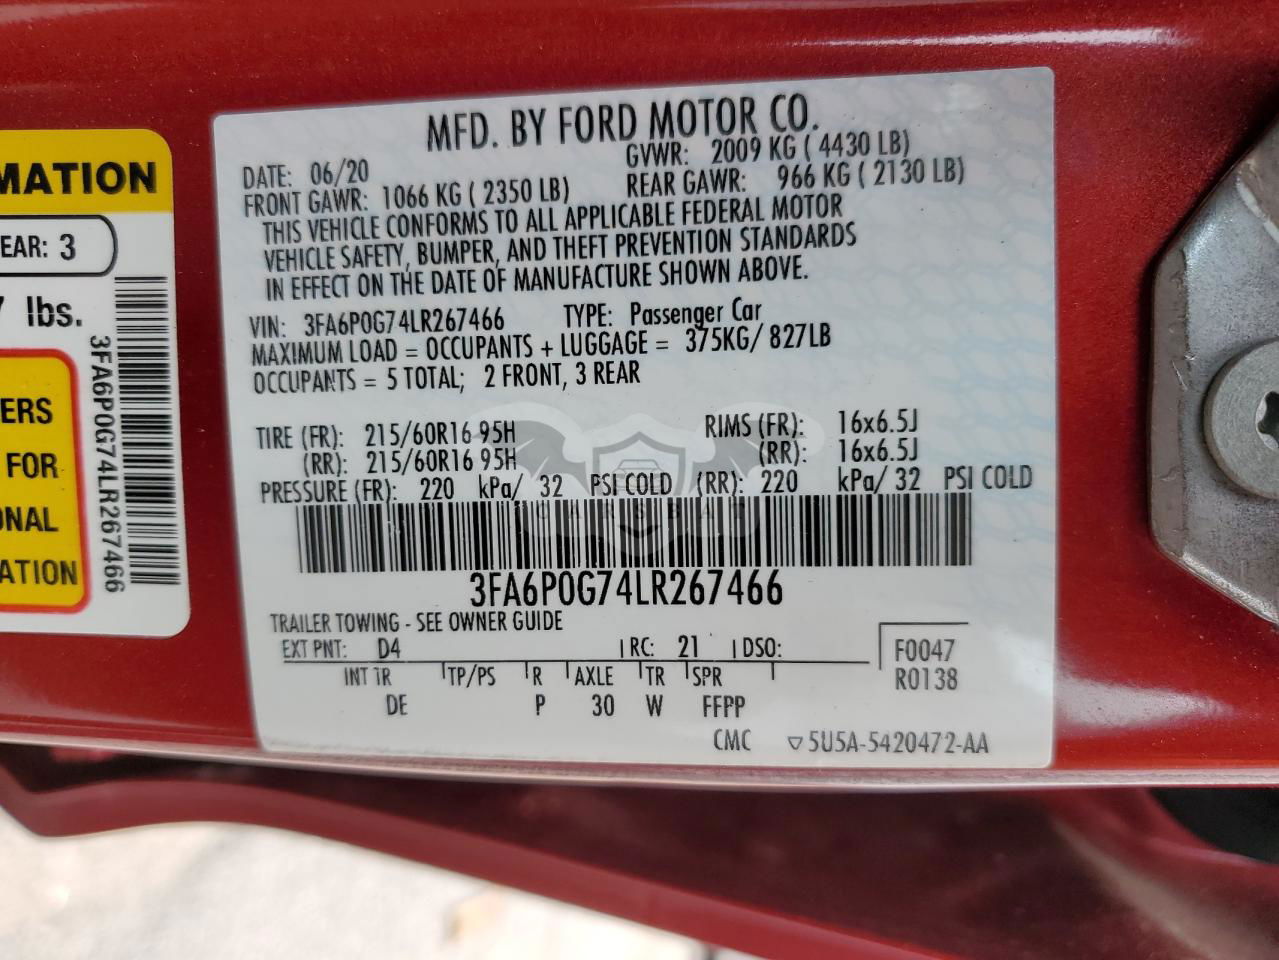 MFD. BY FORD MOTOR CO.
DATE: 06/20 GVWR: 2009 KG ( 4430 LB)
FRONT GAWR: 1066 KG ( 2350 LB) REAR GAWR: 966 KG ( 2130 LB)
THIS VEHICLE CONFORMS TO ALL APPLICABLE FEDERAL MOTOR
VEHICLE SAFETY, BUMPER, AND THEFT PREVENTION STANDARDS
IN EFFECT ON THE DATE OF MANUFACTURE SHOWN ABOVE.
VIN: 3FA6P0G74LR267466 TYPE: Passenger Car
MAXIMUM LOAD = OCCUPANTS + LUGGAGE = 375KG/ 827LB
OCCUPANTS = 5 TOTAL; 2 FRONT, 3 REAR
TIRE (FR): 215/60R16 95H RIMS (FR): 16x6.5J
(RR): 215/60R16 95H (RR): 16x6.5J
PRESSURE (FR): 220 kPa/ 32 PSI COLD (RR): 220 kPa/ 32 PSI COLD
CARSBAT
3FA6P0G74LR267466
TRAILER TOWING - SEE OWNER GUIDE
EXT PNT: D4 RC: 21 DSO: F0047
R0138
INT TR TP/PS R AXLE TR SPR
DE P 30 W FFPP
CMC 5U5A-5420472-AA
MATION
EAR: 3
7 lbs.
3FA6P0G74LR267466
ERS
FOR
ONAL
ATION